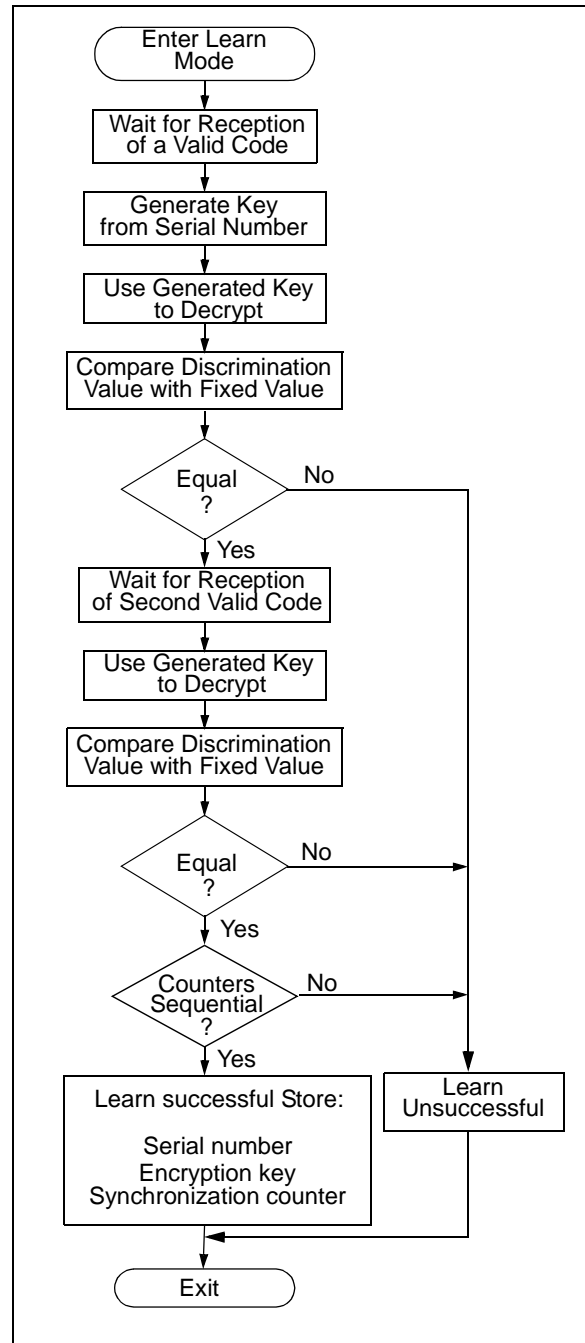 Enter Learn
Mode
Wait for Reception
of a Valid Code
Generate Key
from Serial Number
Use Generated Key
to Decrypt
Compare Discrimination
Value with Fixed Value
Equal
?
No
Yes
Wait for Reception
of Second Valid Code
Use Generated Key
to Decrypt
Compare Discrimination
Value with Fixed Value
Equal
?
No
Yes
Counters
Sequential
?
No
Yes
Learn successful Store:
Serial number
Encryption key
Synchronization counter
Learn
Unsuccessful
Exit